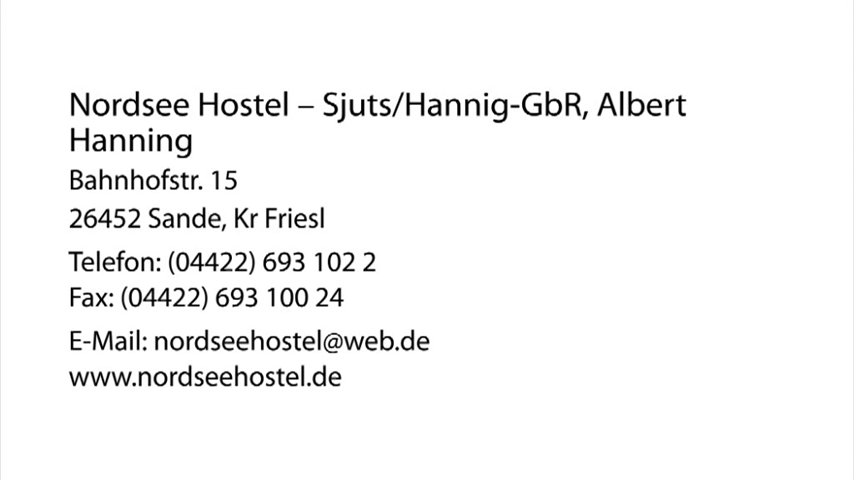 Nordsee Hostel – Sjuts/Hannig-GbR, Albert
Hanning
Bahnhofstr. 15
26452 Sande, Kr Friesl
Telefon: (04422) 693 102 2
Fax: (04422) 693 100 24
E-Mail: nordseehostel@web.de
www.nordseehostel.de